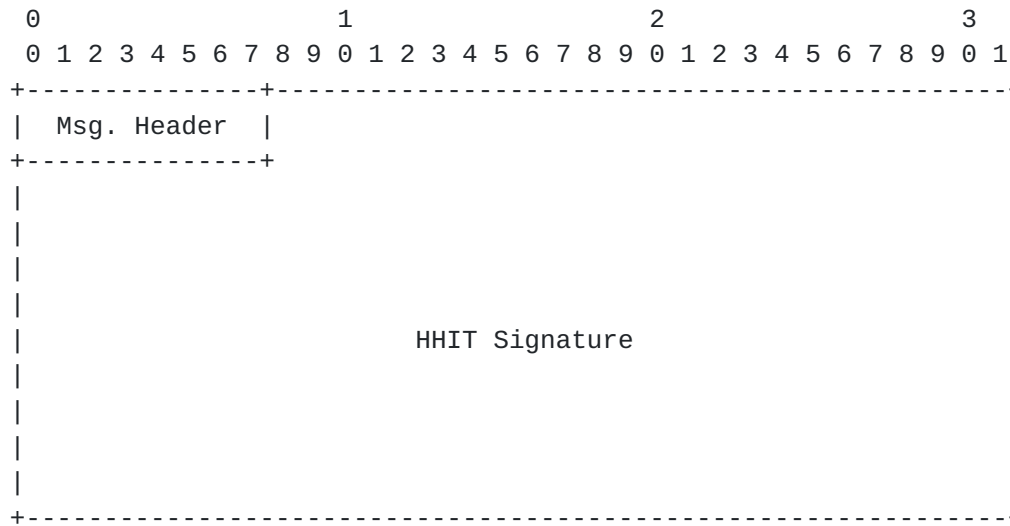 0                   1                   2                   3
 0 1 2 3 4 5 6 7 8 9 0 1 2 3 4 5 6 7 8 9 0 1 2 3 4 5 6 7 8 9 0 1
+---------------+-----------------------------------------------
|  Msg. Header  |
+---------------+
|
|
|
|
|                         HHIT Signature
|
|
|
|
+---------------------------------------------------------------